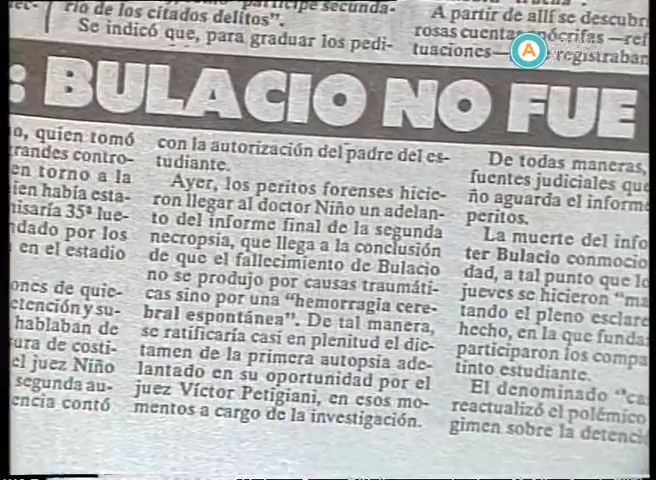 rio de los citados delitos".
Se indicó que, para graduar los pedi-
A partir de allí se descubr
rosas cuentas apócrifas —ref
tuaciones— registraban
: BULACIO NO FUE
o, quien tomó
randes contro-
en torno a la
ien había esta-
isaría 35ª lue-
dado por los
en el estadio
ones de quie-
etención y su-
hablaban de
ura de costi-
el juez Niño
segunda au-
encia contó
con la autorización del padre del es-
tudiante.
Ayer, los peritos forenses hicie-
ron llegar al doctor Niño un adelan-
to del informe final de la segunda
necropsia, que llega a la conclusión
de que el fallecimiento de Bulacio
no se produjo por causas traumáti-
cas sino por una "hemorragia cere-
bral espontánea". De tal manera,
se ratificaría casi en plenitud el dic-
tamen de la primera autopsia ade-
lantado en su oportunidad por el
juez Víctor Petigiani, en esos mo-
mentos a cargo de la investigación.
De todas maneras,
fuentes judiciales que
ño aguarda el informe
peritos.
La muerte del info
ter Bulacio conmocio
dad, a tal punto que lo
jueves se hicieron "ma
tando el pleno esclare
hecho, en la que funda
participaron los compa
tinto estudiante.
El denominado "ca
reactualizó el polémico
gimen sobre la detenció